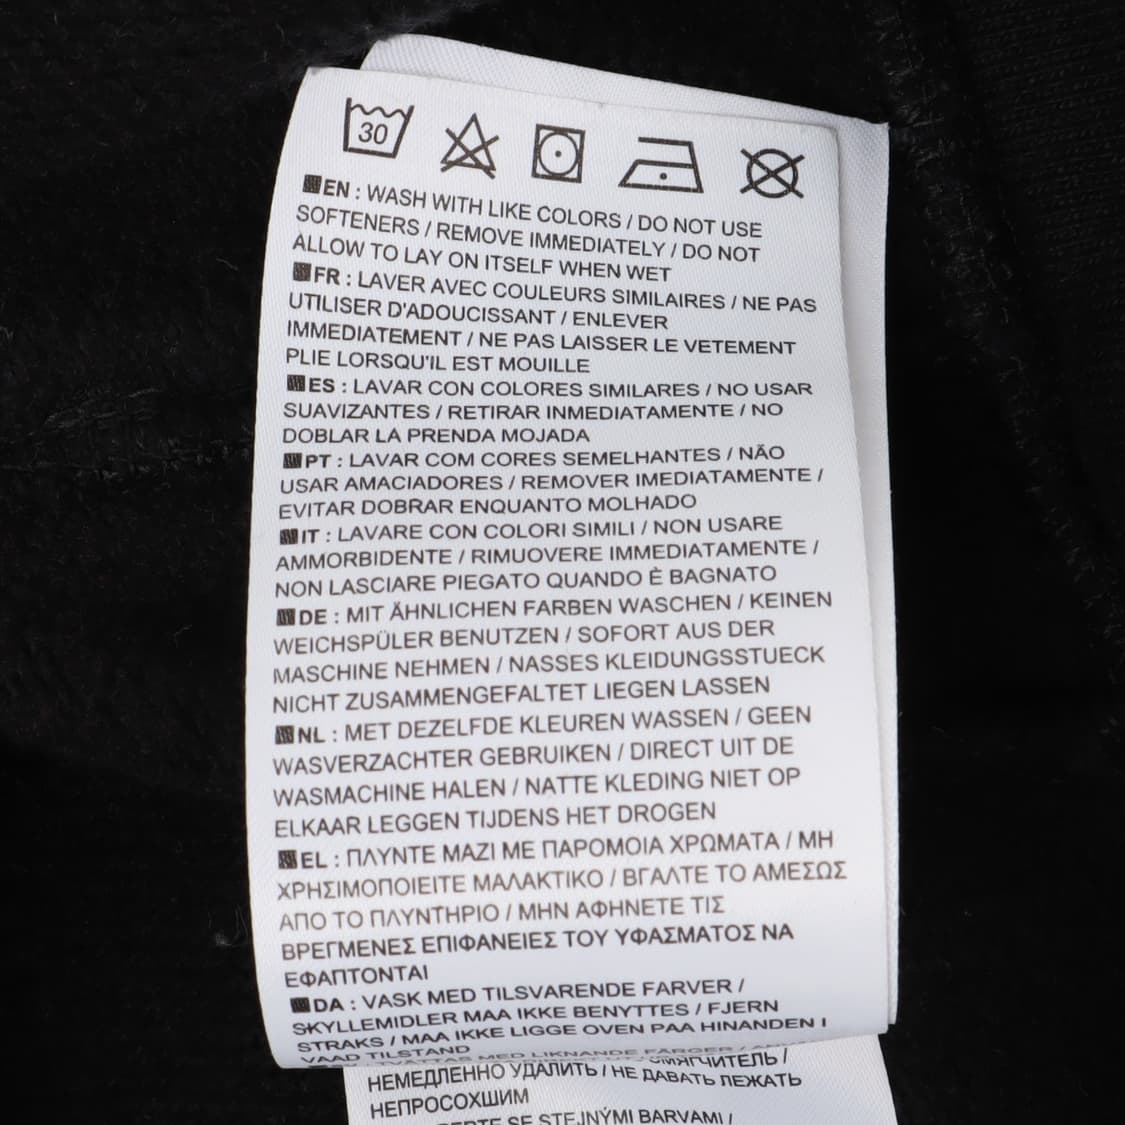 30
EN : WASH WITH LIKE COLORS / DO NOT USE
SOFTENERS / REMOVE IMMEDIATELY / DO NOT
ALLOW TO LAY ON ITSELF WHEN WET
FR : LAVER AVEC COULEURS SIMILAIRES / NE PAS
UTILISER D'ADOUCISSANT / ENLEVER
IMMEDIATEMENT / NE PAS LAISSER LE VETEMENT
PLIE LORSQU'IL EST MOUILLE
ES : LAVAR CON COLORES SIMILARES / NO USAR
SUAVIZANTES / RETIRAR INMEDIATAMENTE / NO
DOBLAR LA PRENDA MOJADA
PT : LAVAR COM CORES SEMELHANTES / NÃO
USAR AMACIADORES / REMOVER IMEDIATAMENTE /
EVITAR DOBRAR ENQUANTO MOLHADO
IT : LAVARE CON COLORI SIMILI / NON USARE
AMMORBIDENTE / RIMUOVERE IMMEDIATAMENTE /
NON LASCIARE PIEGATO QUANDO È BAGNATO
DE : MIT ÄHNLICHEN FARBEN WASCHEN / KEINEN
WEICHSPÜLER BENUTZEN / SOFORT AUS DER
MASCHINE NEHMEN / NASSES KLEIDUNGSSTUECK
NICHT ZUSAMMENGEFALTET LIEGEN LASSEN
NL : MET DEZELFDE KLEUREN WASSEN / GEEN
WASVERZACHTER GEBRUIKEN / DIRECT UIT DE
WASMACHINE HALEN / NATTE KLEDING NIET OP
ELKAAR LEGGEN TIJDENS HET DROGEN
EL : ΠΛΥΝΤΕ ΜΑΖΙ ΜΕ ΠΑΡΟΜΟΙΑ ΧΡΩΜΑΤΑ / ΜΗ
ΧΡΗΣΙΜΟΠΟΙΕΙΤΕ ΜΑΛΑΚΤΙΚΟ / ΒΓΑΛΤΕ ΤΟ ΑΜΕΣΩΣ
ΑΠΟ ΤΟ ΠΛΥΝΤΗΡΙΟ / ΜΗΝ ΑΦΗΝΕΤΕ ΤΙΣ
ΒΡΕΓΜΕΝΕΣ ΕΠΙΦΑΝΕΙΕΣ ΤΟΥ ΥΦΑΣΜΑΤΟΣ ΝΑ
ΕΦΑΠΤΟΝΤΑΙ
DA : VASK MED TILSVARENDE FARVER /
SKYLLEMIDLER MAA IKKE BENYTTES / FJERN
STRAKS / MAA IKKE LIGGE OVEN PAA HINANDEN I
VAAD TILSTAND
TVÄTTAS MED LIKNANDE FÄRGER /
НЕМЕДЛЕННО УДАЛИТЬ / НЕ ДАВАТЬ ЛЕЖАТЬ
НЕПРОСОХШИМ
SE STEJNÝMI BARVAMI /